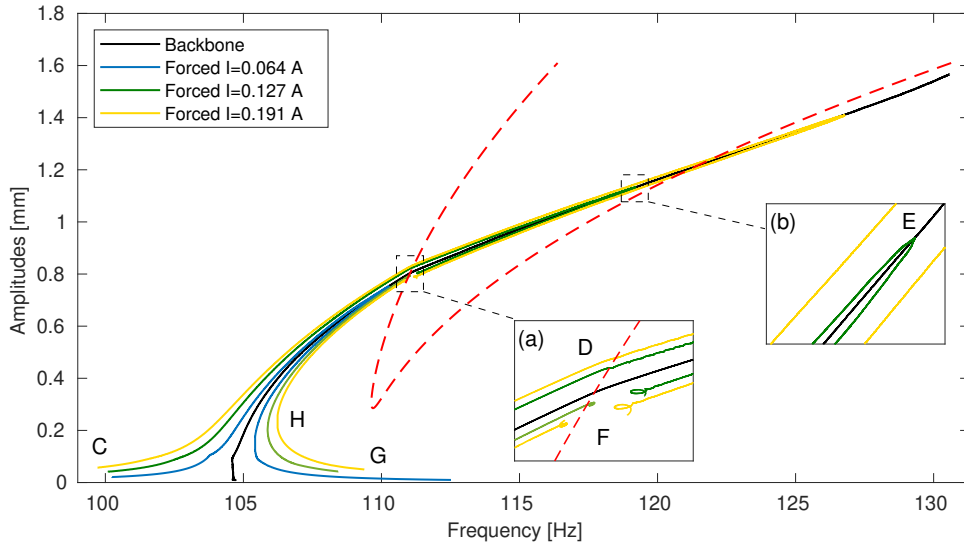 1.8
1.6
1.4
1.2
1
0.8
0.6
0.4
0.2
0
Amplitudes [mm]
Backbone
Forced I=0.064 A
Forced I=0.127 A
Forced I=0.191 A
(b)
E
(a)
D
F
C
H
G
100
105
110
115
120
125
130
Frequency [Hz]